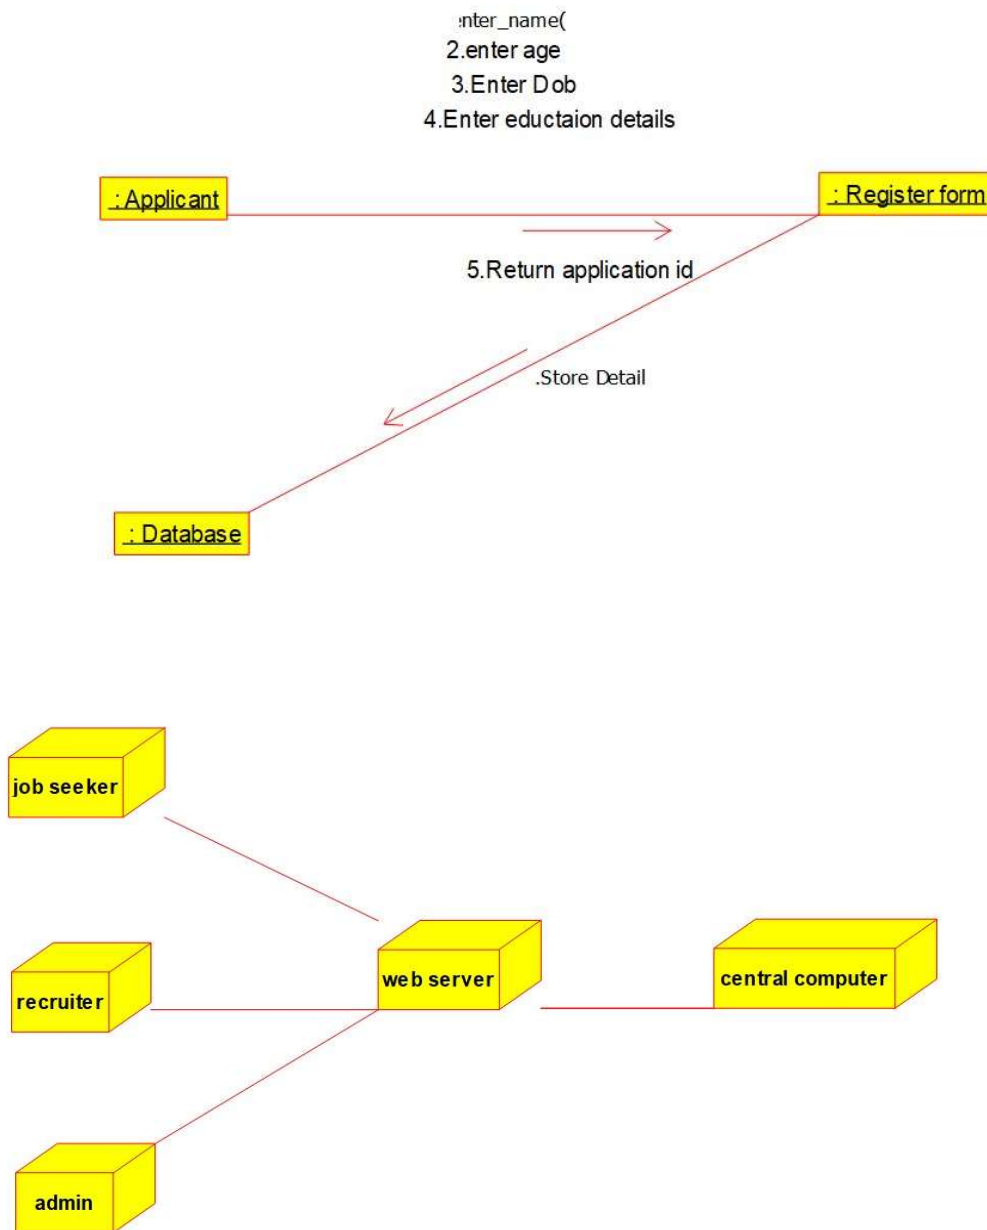 enter_name(
2.enter age
3.Enter Dob
4.Enter eductaion details
: Applicant
: Register form
5.Return application id
.Store Detail
: Database
job seeker
recruiter
web server
central computer
admin